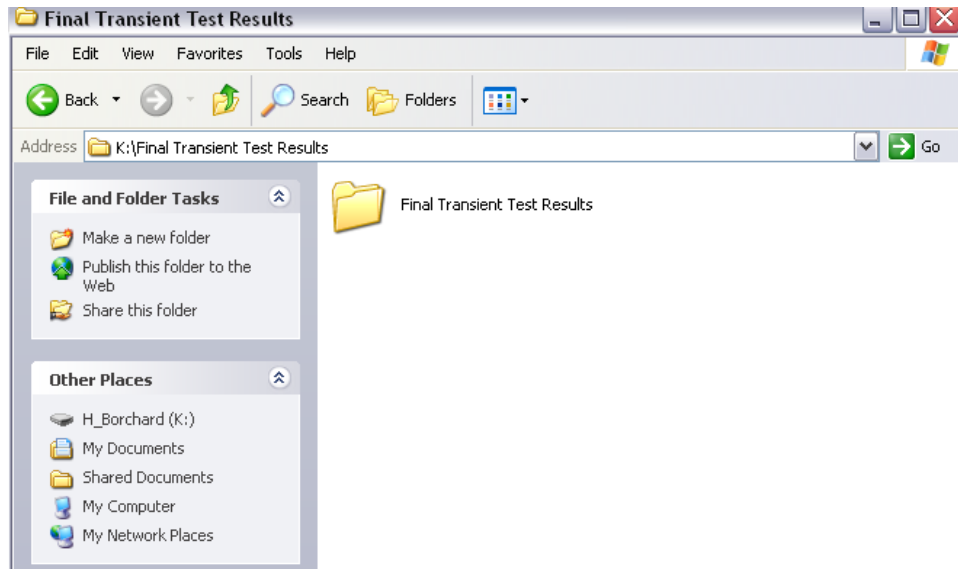 Final Transient Test Results
File Edit View Favorites Tools Help
Back Search Folders
Address K:\Final Transient Test Results Go
File and Folder Tasks
Make a new folder
Publish this folder to the
Web
Share this folder
Other Places
H_Borchard (K:)
My Documents
Shared Documents
My Computer
My Network Places
Final Transient Test Results